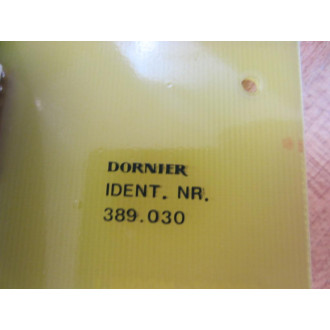 DORNIER
IDENT. NR.
389.030